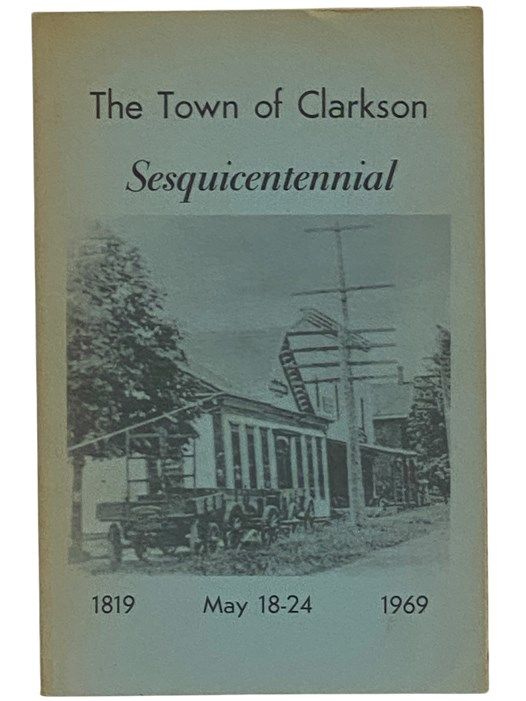 The Town of Clarkson
Sesquicentennial
1819 May 18-24 1969